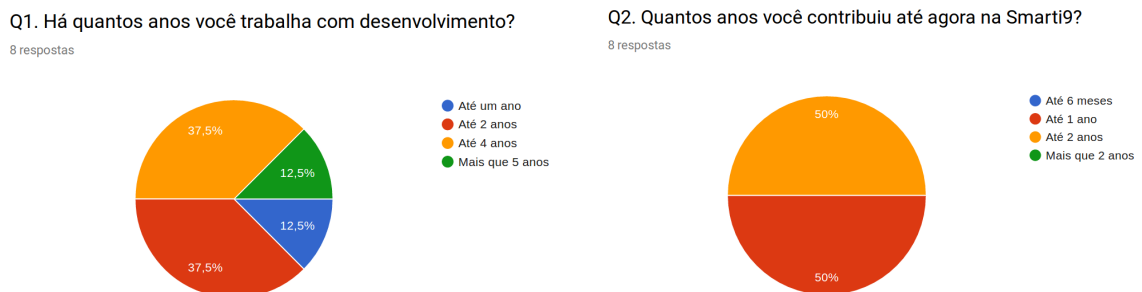 Q1. Há quantos anos você trabalha com desenvolvimento?
8 respostas
37,5%
12,5%
12,5%
37,5%
Até um ano
Até 2 anos
Até 4 anos
Mais que 5 anos
Q2. Quantos anos você contribuiu até agora na Smarti9?
8 respostas
50%
50%
Até 6 meses
Até 1 ano
Até 2 anos
Mais que 2 anos